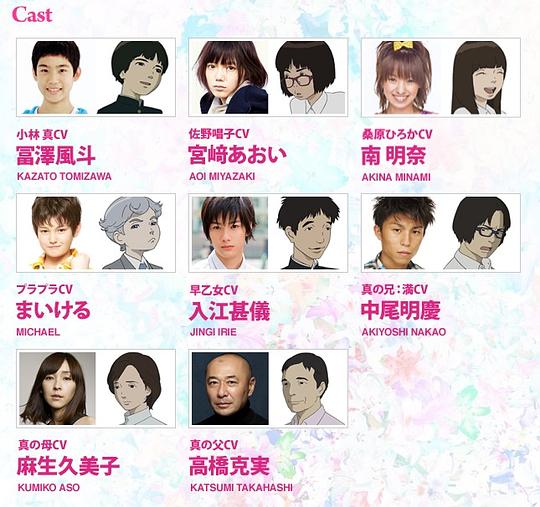 Cast
小林 真CV
冨澤風斗
KAZATO TOMIZAWA
佐野唱子CV
宮﨑あおい
AOI MIYAZAKI
桑原ひろかCV
南 明奈
AKINA MINAMI
プラプラCV
まいける
MICHAEL
早乙女CV
入江甚儀
JINGI IRIE
真の兄：満CV
中尾明慶
AKIYOSHI NAKAO
真の母CV
麻生久美子
KUMIKO ASO
真の父CV
高橋克実
KATSUMI TAKAHASHI